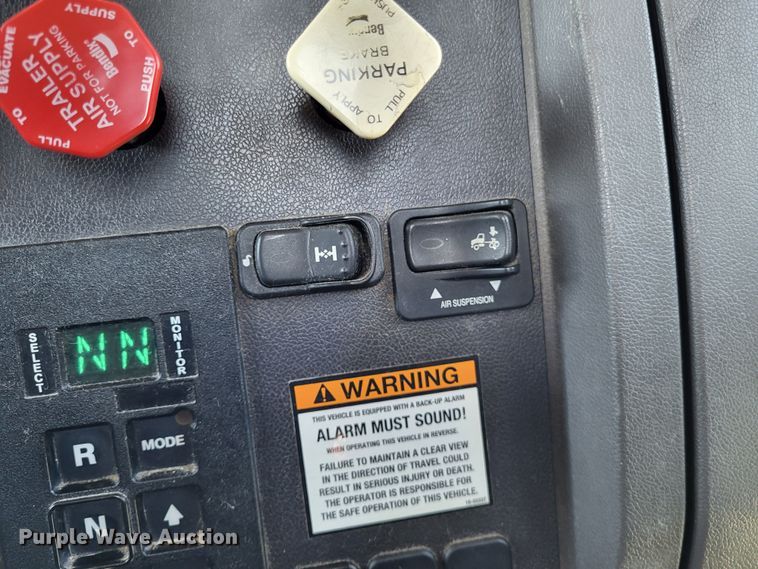 TO
SUPPLY
PUSH
Bendix
NOT FOR PARKING
AIR SUPPLY
TRAILER
EVACUATE
TO
PULL
Bendix
PARKING
BRAKE
PULL TO APPLY
AIR SUSPENSION
SELECT
NN
MONITOR
R
MODE
N
WARNING
THIS VEHICLE IS EQUIPPED WITH A BACK-UP ALARM
ALARM MUST SOUND!
WHEN OPERATING THIS VEHICLE IN REVERSE.
FAILURE TO MAINTAIN A CLEAR VIEW
IN THE DIRECTION OF TRAVEL COULD
RESULT IN SERIOUS INJURY OR DEATH.
THE OPERATOR IS RESPONSIBLE FOR
THE SAFE OPERATION OF THIS VEHICLE.
Purple Wave Auction